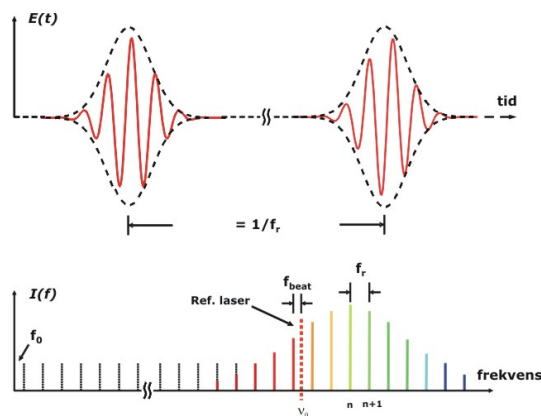 E(t)
tid
= 1/fr
I(f)
f0
Ref. laser
fbeat
fr
frekvens
ν0
n
n+1